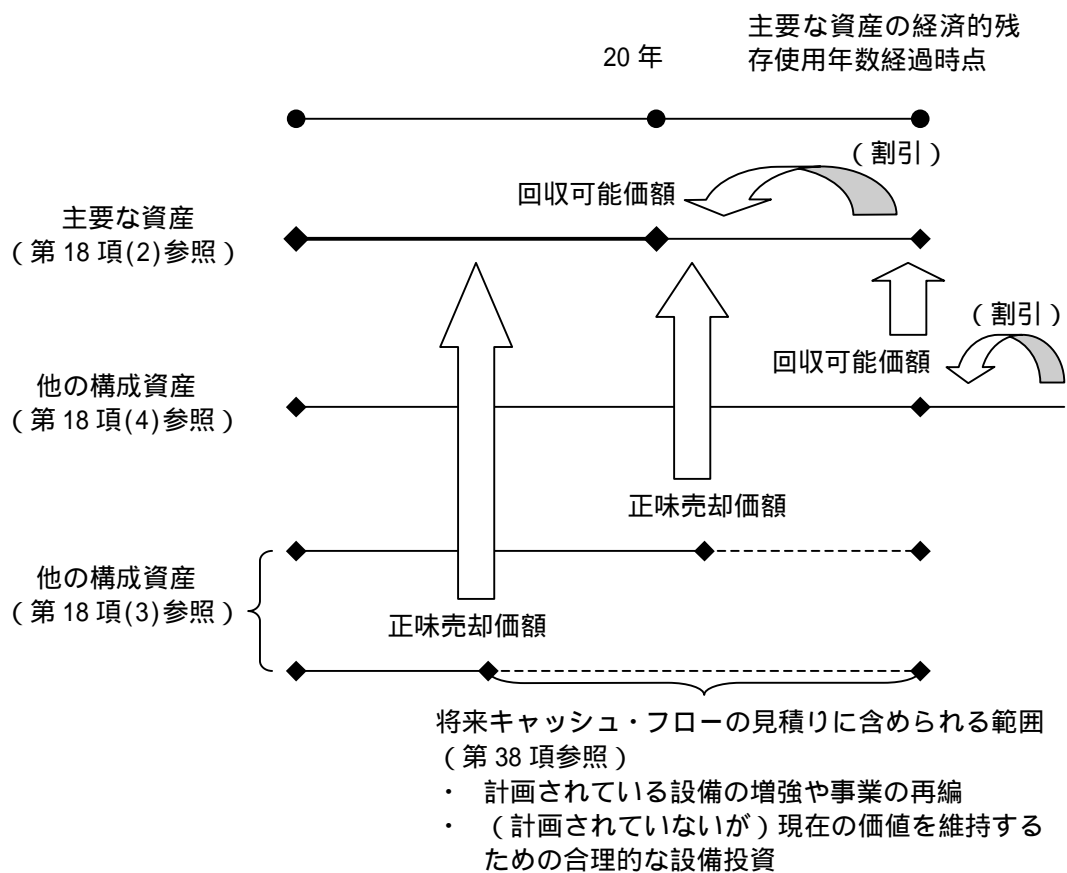 主要な資産の経済的残
20 年
存使用年数経過時点
（割引）
回収可能価額
主要な資産
（第 18 項(2)参照）
（割引）
回収可能価額
他の構成資産
（第 18 項(4)参照）
正味売却価額
他の構成資産
（第 18 項(3)参照）
正味売却価額
将来キャッシュ・フローの見積りに含められる範囲
（第 38 項参照）
・ 計画されている設備の増強や事業の再編
・ （計画されていないが）現在の価値を維持する
ための合理的な設備投資